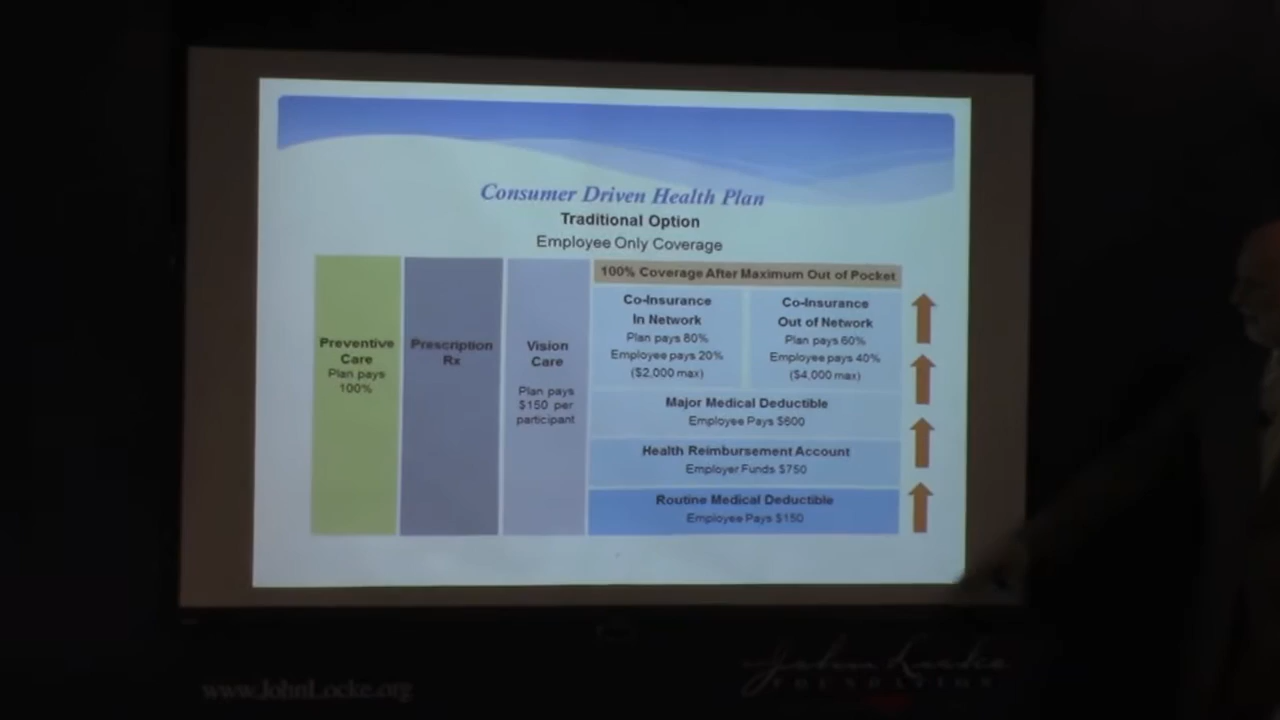 Consumer Driven Health Plan
Traditional Option
Employee Only Coverage
Preventive
Care
Plan pays
100%
Prescription
Rx
Vision
Care
Plan pays
$150 per
participant
100% Coverage After Maximum Out of Pocket
Co-Insurance
In Network
Plan pays 80%
Employee pays 20%
($2,000 max)
Co-Insurance
Out of Network
Plan pays 60%
Employee pays 40%
($4,000 max)
Major Medical Deductible
Employee Pays $600
Health Reimbursement Account
Employer Funds $750
Routine Medical Deductible
Employee Pays $150
www.JohnLocke.org
John Locke
FOUNDATION